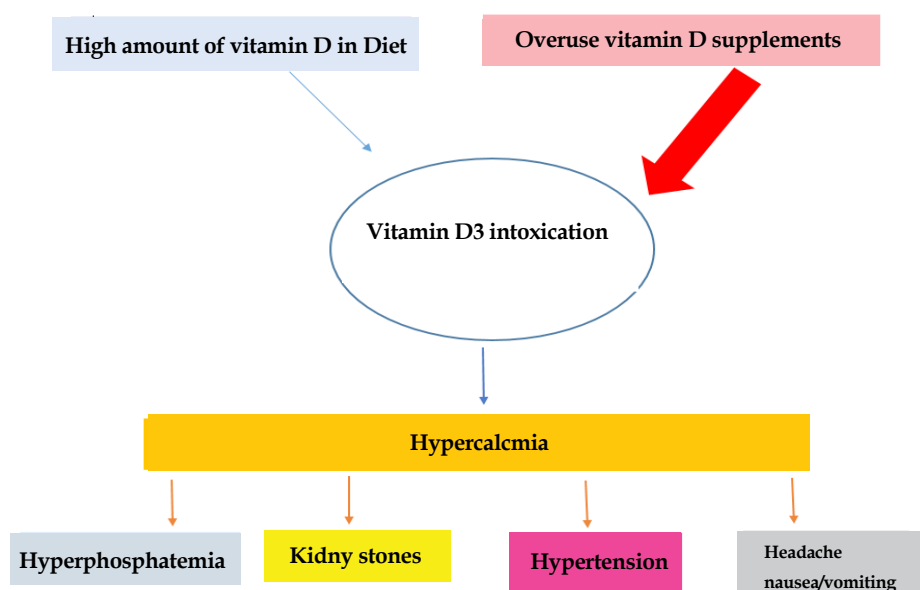 High amount of vitamin D in Diet
Overuse vitamin D supplements
Vitamin D3 intoxication
Hypercalcmia
Hyperphosphatemia
Kidny stones
Hypertension
Headache
nausea/vomiting